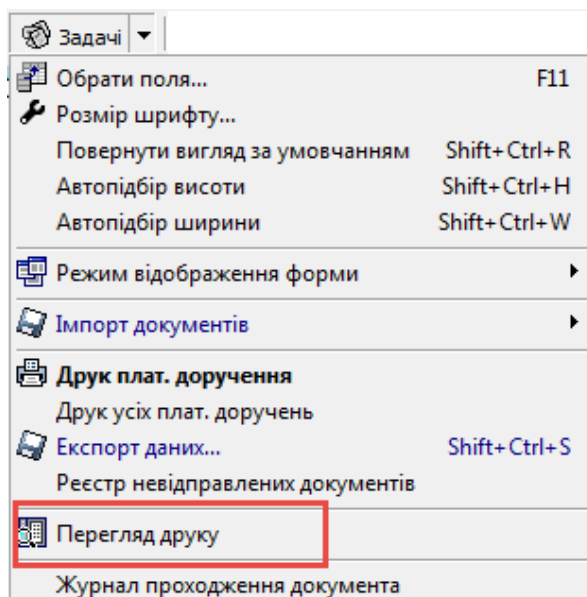 Задачі
Обрати поля... F11
Розмір шрифту...
Повернути вигляд за умовчанням Shift+Ctrl+R
Автопідбір висоти Shift+Ctrl+H
Автопідбір ширини Shift+Ctrl+W
Режим відображення форми
Імпорт документів
Друк плат. доручення
Друк усіх плат. доручень
Експорт даних... Shift+Ctrl+S
Реєстр невідправлених документів
Перегляд друку
Журнал проходження документа